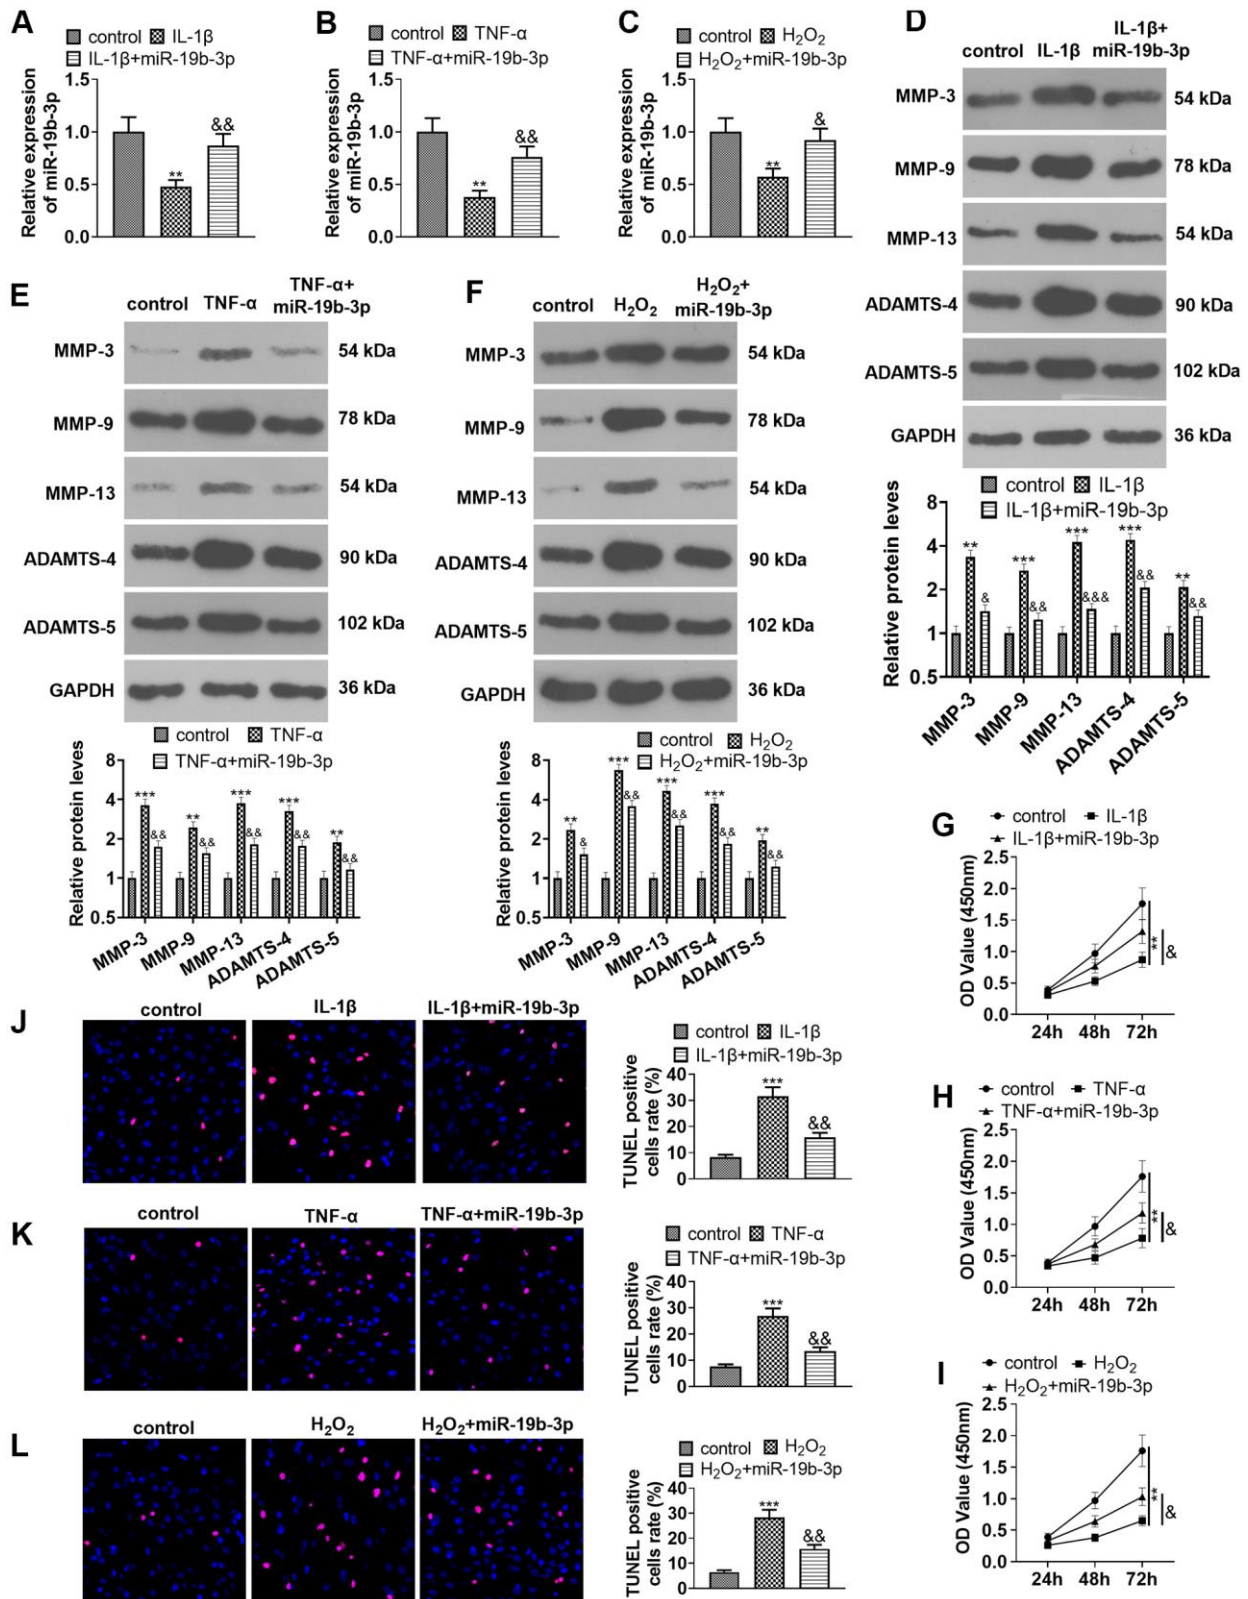 A
control IL-1β
IL-1β+miR-19b-3p
Relative expression
of miR-19b-3p
1.5
1.0
0.5
0.0
**
&&
B
control TNF-α
TNF-α+miR-19b-3p
Relative expression
of miR-19b-3p
1.5
1.0
0.5
0.0
**
&&
C
control H₂O₂
H₂O₂+miR-19b-3p
Relative expression
of miR-19b-3p
1.5
1.0
0.5
0.0
**
&
D
control IL-1β IL-1β+
miR-19b-3p
MMP-3 54 kDa
MMP-9 78 kDa
MMP-13 54 kDa
ADAMTS-4 90 kDa
ADAMTS-5 102 kDa
GAPDH 36 kDa
control IL-1β
IL-1β+miR-19b-3p
Relative protein leves
8
4
2
1
0.5
** & *** && *** &&& *** && ** &&
MMP-3 MMP-9 MMP-13 ADAMTS-4 ADAMTS-5
E
control TNF-α TNF-α+
miR-19b-3p
MMP-3 54 kDa
MMP-9 78 kDa
MMP-13 54 kDa
ADAMTS-4 90 kDa
ADAMTS-5 102 kDa
GAPDH 36 kDa
control TNF-α
TNF-α+miR-19b-3p
Relative protein leves
8
4
2
1
0.5
*** && ** && *** && *** && ** &&
MMP-3 MMP-9 MMP-13 ADAMTS-4 ADAMTS-5
F
control H₂O₂ H₂O₂+
miR-19b-3p
MMP-3 54 kDa
MMP-9 78 kDa
MMP-13 54 kDa
ADAMTS-4 90 kDa
ADAMTS-5 102 kDa
GAPDH 36 kDa
control H₂O₂
H₂O₂+miR-19b-3p
Relative protein leves
8
4
2
1
0.5
** & *** && *** && *** && ** &&
MMP-3 MMP-9 MMP-13 ADAMTS-4 ADAMTS-5
G
control IL-1β
IL-1β+miR-19b-3p
OD Value (450nm)
2.5
2.0
1.5
1.0
0.5
0.0
** &
24h 48h 72h
H
control TNF-α
TNF-α+miR-19b-3p
OD Value (450nm)
2.5
2.0
1.5
1.0
0.5
0.0
** &
24h 48h 72h
I
control H₂O₂
H₂O₂+miR-19b-3p
OD Value (450nm)
2.5
2.0
1.5
1.0
0.5
0.0
** &
24h 48h 72h
J
control IL-1β IL-1β+miR-19b-3p
control IL-1β
IL-1β+miR-19b-3p
TUNEL positive
cells rate (%)
40
30
20
10
0
***
&&
K
control TNF-α TNF-α+miR-19b-3p
control TNF-α
TNF-α+miR-19b-3p
TUNEL positive
cells rate (%)
40
30
20
10
0
***
&&
L
control H₂O₂ H₂O₂+miR-19b-3p
control H₂O₂
H₂O₂+miR-19b-3p
TUNEL positive
cells rate (%)
40
30
20
10
0
***
&&